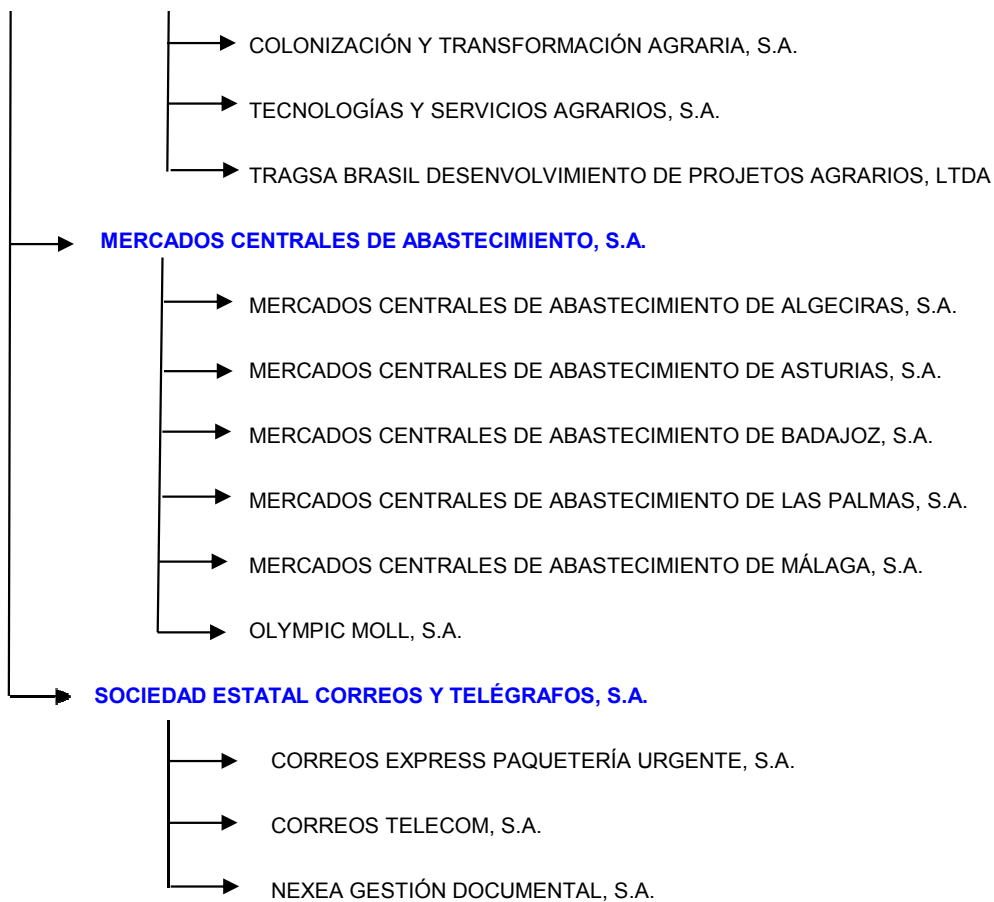 COLONIZACIÓN Y TRANSFORMACIÓN AGRARIA, S.A.
TECNOLOGÍAS Y SERVICIOS AGRARIOS, S.A.
TRAGSA BRASIL DESENVOLVIMIENTO DE PROJETOS AGRARIOS, LTDA
MERCADOS CENTRALES DE ABASTECIMIENTO, S.A.
MERCADOS CENTRALES DE ABASTECIMIENTO DE ALGECIRAS, S.A.
MERCADOS CENTRALES DE ABASTECIMIENTO DE ASTURIAS, S.A.
MERCADOS CENTRALES DE ABASTECIMIENTO DE BADAJOZ, S.A.
MERCADOS CENTRALES DE ABASTECIMIENTO DE LAS PALMAS, S.A.
MERCADOS CENTRALES DE ABASTECIMIENTO DE MÁLAGA, S.A.
OLYMPIC MOLL, S.A.
SOCIEDAD ESTATAL CORREOS Y TELÉGRAFOS, S.A.
CORREOS EXPRESS PAQUETERÍA URGENTE, S.A.
CORREOS TELECOM, S.A.
NEXEA GESTIÓN DOCUMENTAL, S.A.